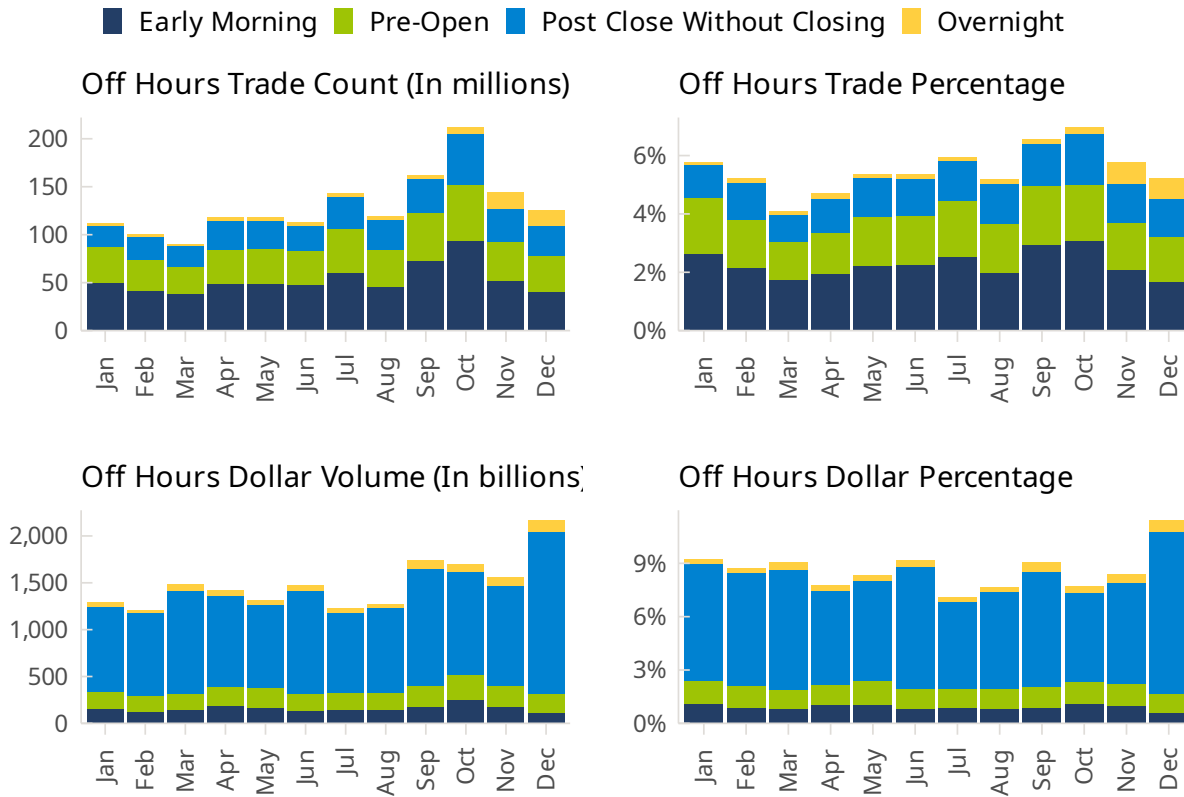 Early Morning Pre-Open Post Close Without Closing Overnight
Off Hours Trade Count (In millions)
200
150
100
50
0
Jan Feb Mar Apr May Jun Jul Aug Sep Oct Nov Dec
Off Hours Trade Percentage
6%
4%
2%
0%
Jan Feb Mar Apr May Jun Jul Aug Sep Oct Nov Dec
Off Hours Dollar Volume (In billions)
2,000
1,500
1,000
500
0
Jan Feb Mar Apr May Jun Jul Aug Sep Oct Nov Dec
Off Hours Dollar Percentage
9%
6%
3%
0%
Jan Feb Mar Apr May Jun Jul Aug Sep Oct Nov Dec